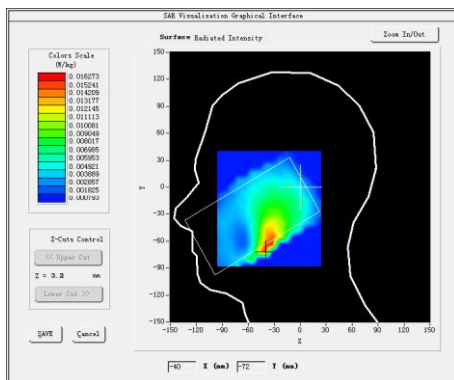 SAR Visualisation Graphical Interface
Surface Radiated Intensity
Zoom In/Out
Colors Scale
(W/kg)
0.016273
0.015241
0.014209
0.013177
0.012145
0.011113
0.010081
0.009049
0.008017
0.006985
0.005953
0.004921
0.003889
0.002857
0.001825
0.000793
150
120
90
60
30
0
-30
-60
-90
-120
-150
Y
-150 -120 -90 -60 -30 0 30 60 90 120 150
X
Z-Cuts Control
<< Upper Cut
Z = 3.2 mm
Lower Cut >>
SAVE Cancel
-40 X (mm) -72 Y (mm)